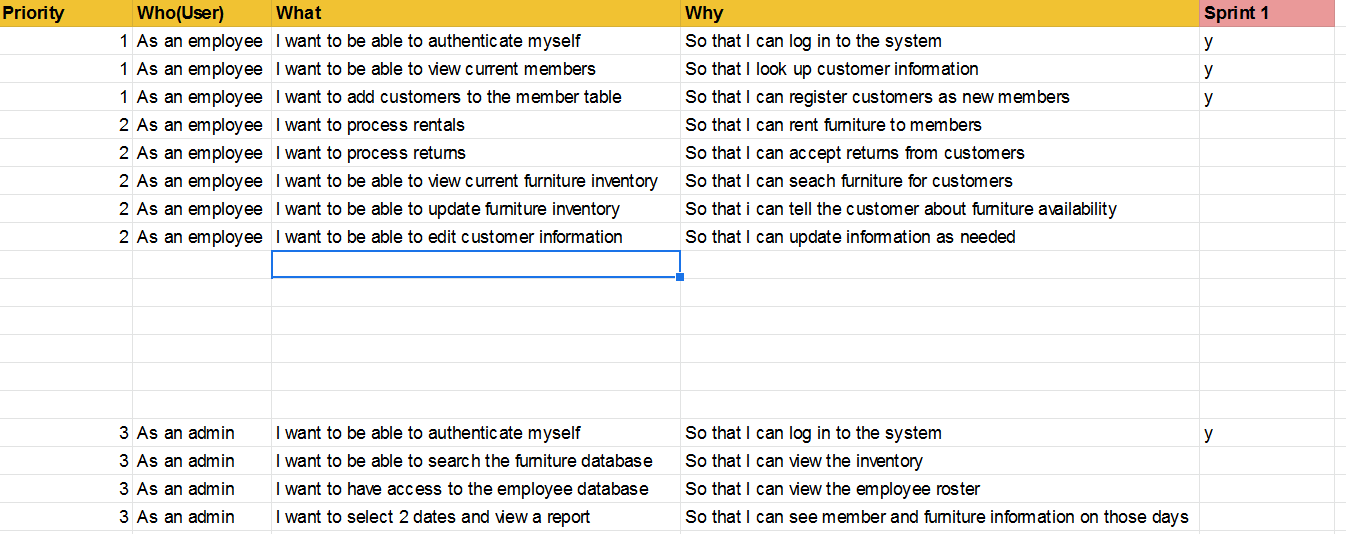 Priority Who(User) What Why Sprint 1
1 As an employee I want to be able to authenticate myself So that I can log in to the system y
1 As an employee I want to be able to view current members So that I look up customer information y
1 As an employee I want to add customers to the member table So that I can register customers as new members y
2 As an employee I want to process rentals So that I can rent furniture to members
2 As an employee I want to process returns So that I can accept returns from customers
2 As an employee I want to be able to view current furniture inventory So that I can seach furniture for customers
2 As an employee I want to be able to update furniture inventory So that i can tell the customer about furniture availability
2 As an employee I want to be able to edit customer information So that I can update information as needed
3 As an admin I want to be able to authenticate myself So that I can log in to the system y
3 As an admin I want to be able to search the furniture database So that I can view the inventory
3 As an admin I want to have access to the employee database So that I can view the employee roster
3 As an admin I want to select 2 dates and view a report So that I can see member and furniture information on those days